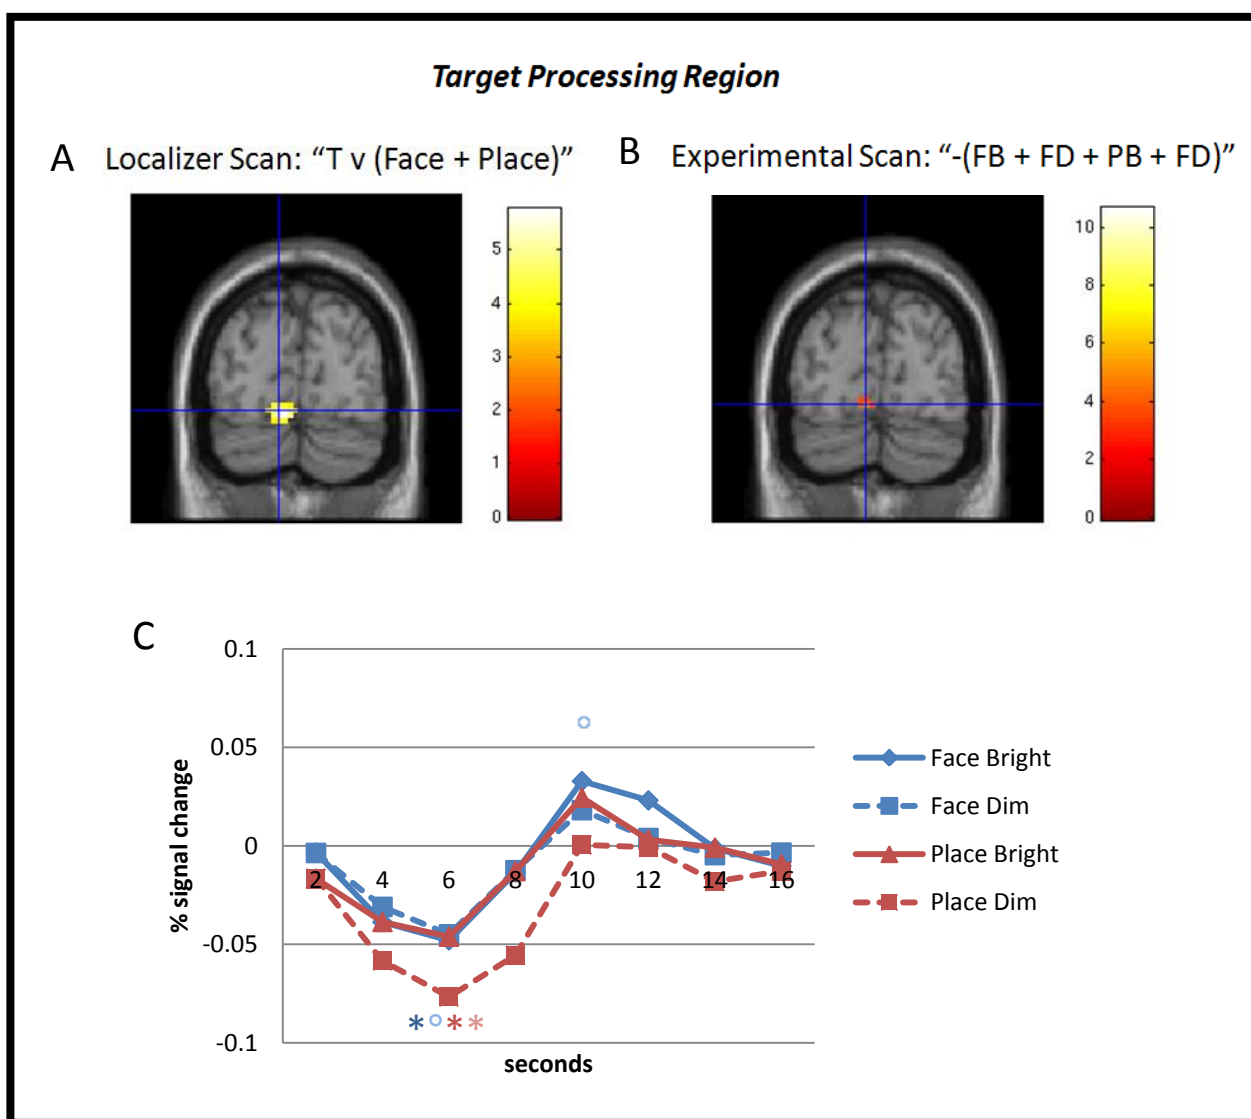 Target Processing Region
A Localizer Scan: “T v (Face + Place)”
B Experimental Scan: “-(FB + FD + PB + FD)”
5
4
3
2
1
0
10
8
6
4
2
0
C
0.1
0.05
0
-0.05
-0.1
% signal change
2 4 6 8 10 12 14 16
* * *
seconds
Face Bright
Face Dim
Place Bright
Place Dim